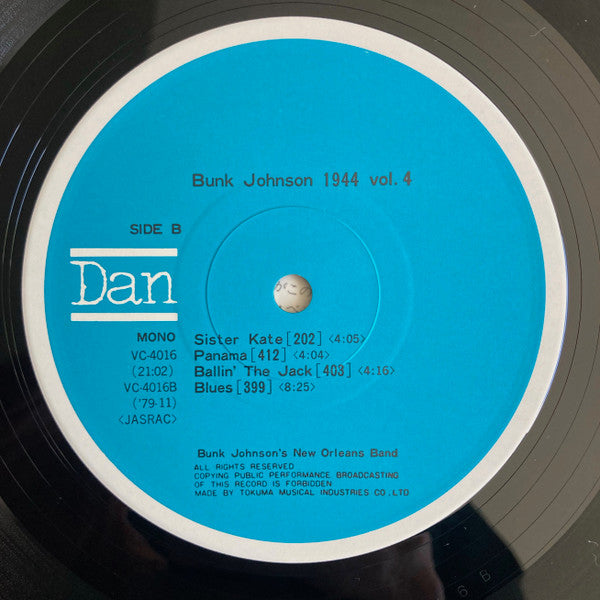 Bunk Johnson 1944 vol.4
SIDE B
Dan
MONO
VC-4016
(21:02)
VC-4016B
('79-11)
<JASRAC>
Sister Kate[202] <4:05>
Panama[412] <4:04>
Ballin' The Jack[403] <4:16>
Blues[399] <8:25>
Bunk Johnson's New Orleans Band
ALL RIGHTS RESERVED
COPYING PUBLIC PERFORMANCE BROADCASTING
OF THIS RECORD IS FORBIDDEN
MADE BY TOKUMA MUSICAL INDUSTRIES CO.,LTD
6 B